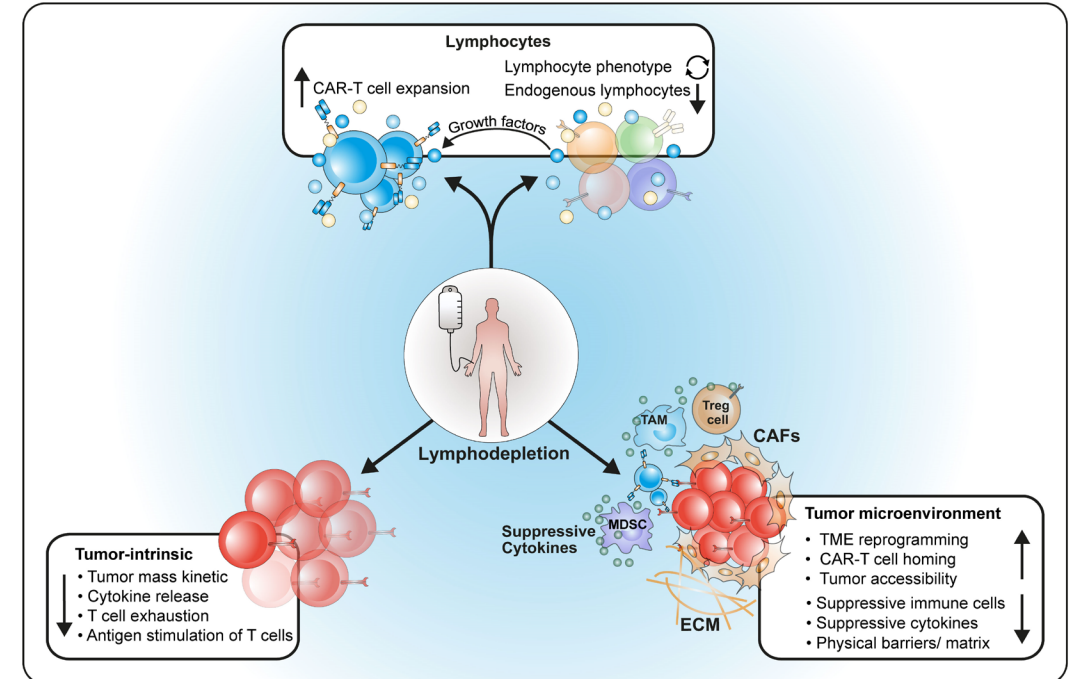 Lymphocytes
Lymphocyte phenotype
CAR-T cell expansion
Endogenous lymphocytes
Growth factors
Lymphodepletion
TAM
Treg
cell
CAFs
Suppressive
Cytokines
MDSC
ECM
Tumor-intrinsic
• Tumor mass kinetic
• Cytokine release
• T cell exhaustion
• Antigen stimulation of T cells
Tumor microenvironment
• TME reprogramming
• CAR-T cell homing
• Tumor accessibility
• Suppressive immune cells
• Suppressive cytokines
• Physical barriers/ matrix